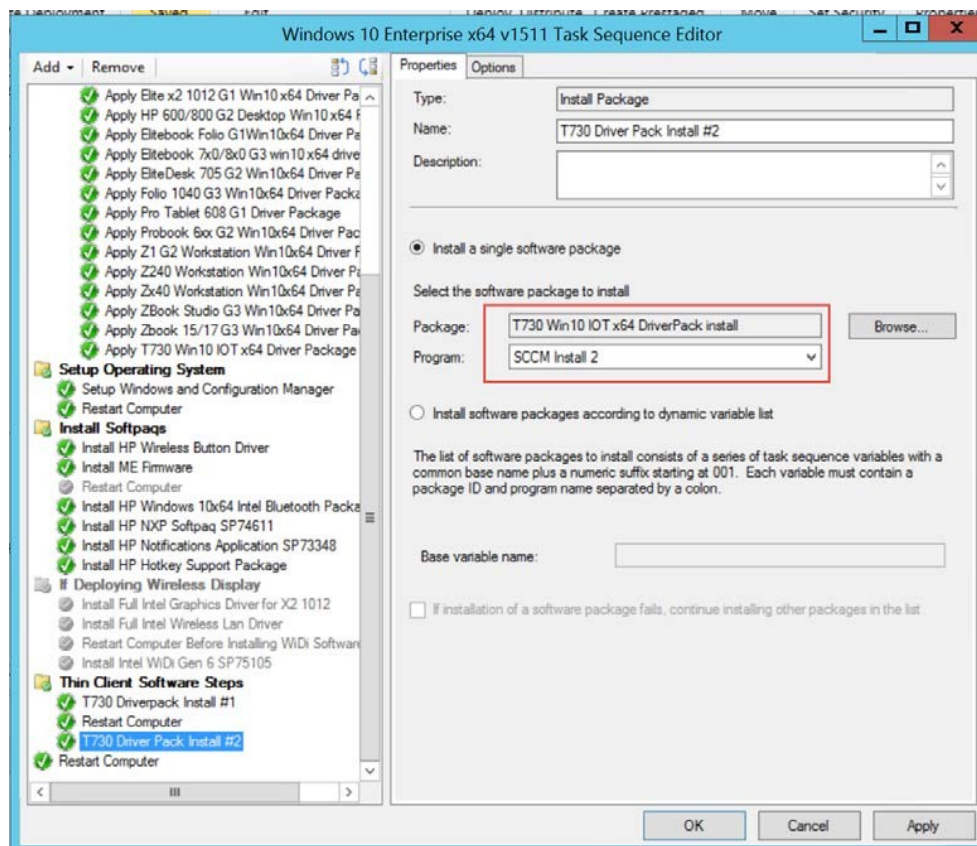 Windows 10 Enterprise x64 v1511 Task Sequence Editor
Add Remove
Apply Elite x2 1012 G1 Win10 x64 Driver Pa
Apply HP 600/800 G2 Desktop Win10 x64
Apply Elitebook Folio G1Win10x64 Driver Pa
Apply Elitebook 7x0/8x0 G3 win10 x64 drive
Apply EliteDesk 705 G2 Win10x64 Driver Pa
Apply Folio 1040 G3 Win10x64 Driver Packa
Apply Pro Tablet 608 G1 Driver Package
Apply Probook 6xx G2 Win10x64 Driver Pac
Apply Z1 G2 Workstation Win10x64 Driver F
Apply Z240 Workstation Win10x64 Driver Pa
Apply Zx40 Workstation Win10x64 Driver Pa
Apply ZBook Studio G3 Win10x64 Driver Pa
Apply Zbook 15/17 G3 Win10x64 Driver Pa
Apply T730 Win10 IOT x64 Driver Package
Setup Operating System
Setup Windows and Configuration Manager
Restart Computer
Install Softpaqs
Install HP Wireless Button Driver
Install ME Firmware
Restart Computer
Install HP Windows 10x64 Intel Bluetooth Packa
Install HP NXP Softpaq SP74611
Install HP Notifications Application SP73348
Install HP Hotkey Support Package
If Deploying Wireless Display
Install Full Intel Graphics Driver for X2 1012
Install Full Intel Wireless Lan Driver
Restart Computer Before Installing WiDi Software
Install Intel WiDi Gen 6 SP75105
Thin Client Software Steps
T730 Driverpack Install #1
Restart Computer
T730 Driver Pack Install #2
Restart Computer
Properties Options
Type: Install Package
Name: T730 Driver Pack Install #2
Description:
Install a single software package
Select the software package to install
Package: T730 Win10 IOT x64 DriverPack install Browse...
Program: SCCM Install 2
Install software packages according to dynamic variable list
The list of software packages to install consists of a series of task sequence variables with a
common base name plus a numeric suffix starting at 001. Each variable must contain a
package ID and program name separated by a colon.
Base variable name:
If installation of a software package fails, continue installing other packages in the list
OK Cancel Apply